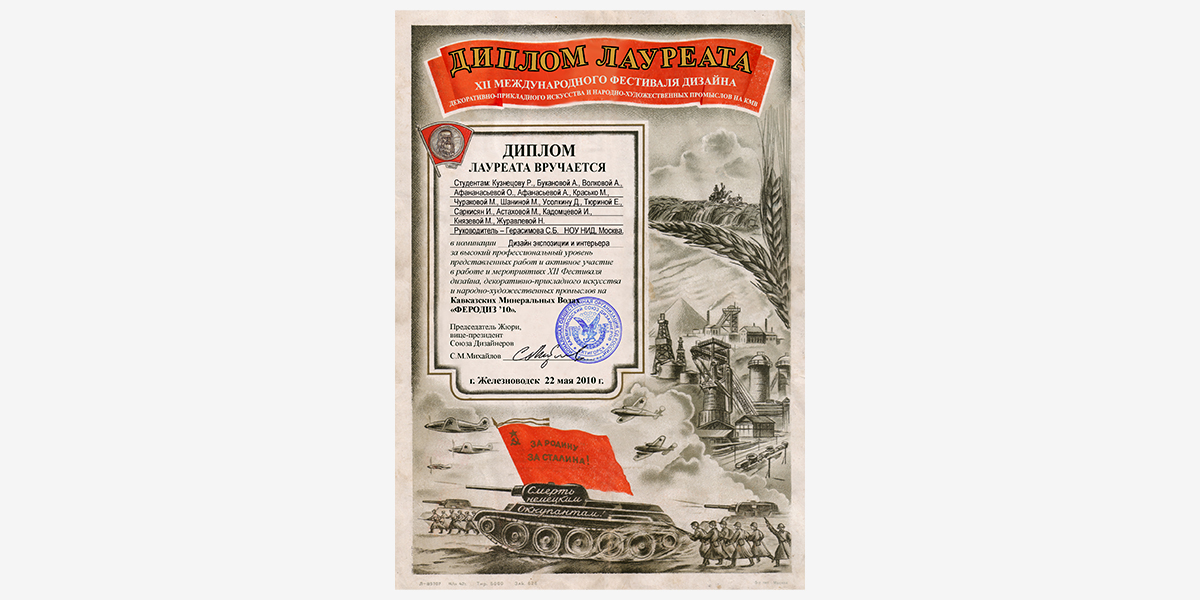 ДИПЛОМ ЛАУРЕАТА
XII МЕЖДУНАРОДНОГО ФЕСТИВАЛЯ ДИЗАЙНА
ДЕКОРАТИВНО-ПРИКЛАДНОГО ИСКУССТВА И НАРОДНО-ХУДОЖЕСТВЕННЫХ ПРОМЫСЛОВ НА КМВ
ДИПЛОМ
ЛАУРЕАТА ВРУЧАЕТСЯ
Студентам: Кузнецову Р., Букановой А., Волковой А.,
Афананасьевой О., Афанасьевой А., Красько М.,
Чураковой М., Шаниной М., Усолкину Д., Тюриной Е.,
Саркисян И., Астаховой М., Кадомцевой И.,
Князевой М., Журавлевой Н.
Руководитель – Герасимова С.Б. НОУ НИД, Москва.
в номинации Дизайн экспозиции и интерьера
за высокий профессиональный уровень
представленных работ и активное участие
в работе и мероприятиях XII Фестиваля
дизайна, декоративно-прикладного искусства
и народно-художественных промыслов на
Кавказских Минеральных Водах
«ФЕРОДИЗ '10».
Председатель Жюри,
вице-президент
Союза Дизайнеров
С.М.Михайлов
г. Железноводск 22 мая 2010 г.
ЗА РОДИНУ
ЗА СТАЛИНА!
Смерть
немецким
оккупантам!